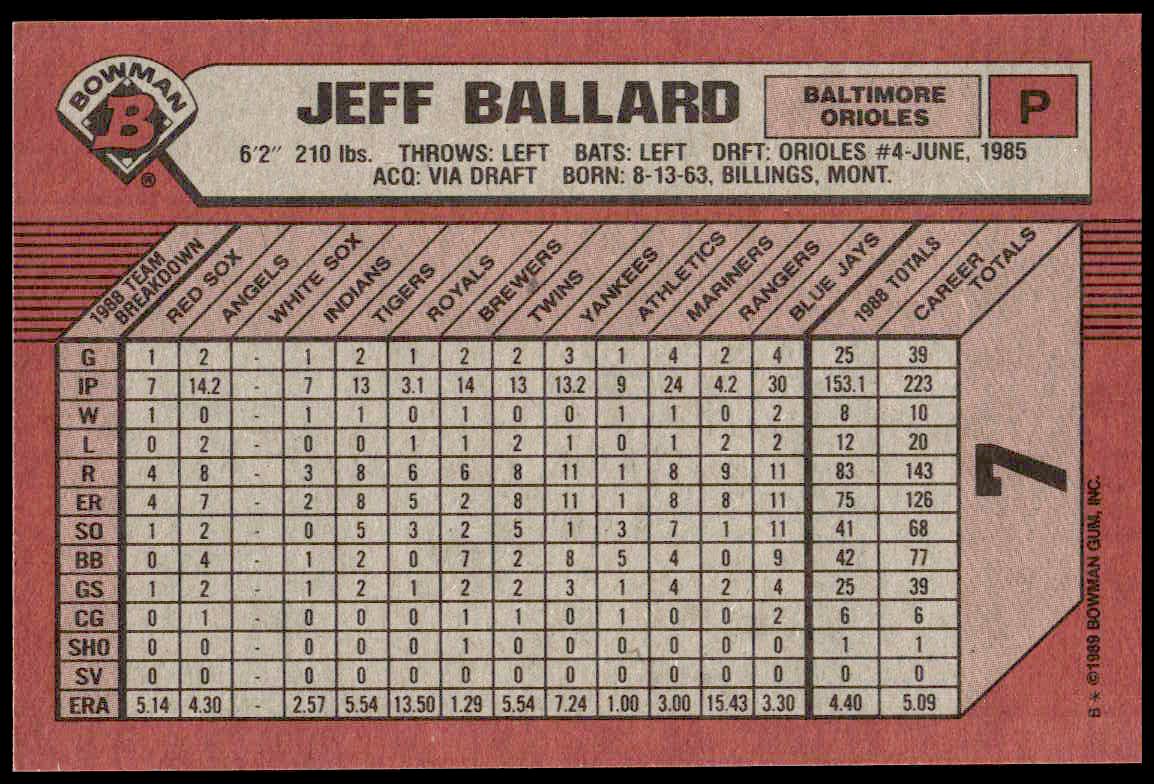 BOWMAN
B
®
JEFF BALLARD
BALTIMORE
ORIOLES
P
6'2" 210 lbs. THROWS: LEFT BATS: LEFT DRFT: ORIOLES #4-JUNE, 1985
ACQ: VIA DRAFT BORN: 8-13-63, BILLINGS, MONT.
1988 TEAM BREAKDOWN RED SOX ANGELS WHITE SOX INDIANS TIGERS ROYALS BREWERS TWINS YANKEES ATHLETICS MARINERS RANGERS BLUE JAYS 1988 TOTALS CAREER TOTALS
G 1 2 - 1 2 1 2 2 3 1 4 2 4 25 39
IP 7 14.2 - 7 13 3.1 14 13 13.2 9 24 4.2 30 153.1 223
W 1 0 - 1 1 0 1 0 0 1 1 0 2 8 10
L 0 2 - 0 0 1 1 2 1 0 1 2 2 12 20
R 4 8 - 3 8 6 6 8 11 1 8 9 11 83 143
ER 4 7 - 2 8 5 2 8 11 1 8 8 11 75 126
SO 1 2 - 0 5 3 2 5 1 3 7 1 11 41 68
BB 0 4 - 1 2 0 7 2 8 5 4 0 9 42 77
GS 1 2 - 1 2 1 2 2 3 1 4 2 4 25 39
CG 0 1 - 0 0 0 1 1 0 1 0 0 2 6 6
SHO 0 0 - 0 0 0 1 0 0 0 0 0 0 1 1
SV 0 0 - 0 0 0 0 0 0 0 0 0 0 0 0
ERA 5.14 4.30 - 2.57 5.54 13.50 1.29 5.54 7.24 1.00 3.00 15.43 3.30 4.40 5.09
7
B * ©1989 BOWMAN GUM, INC.